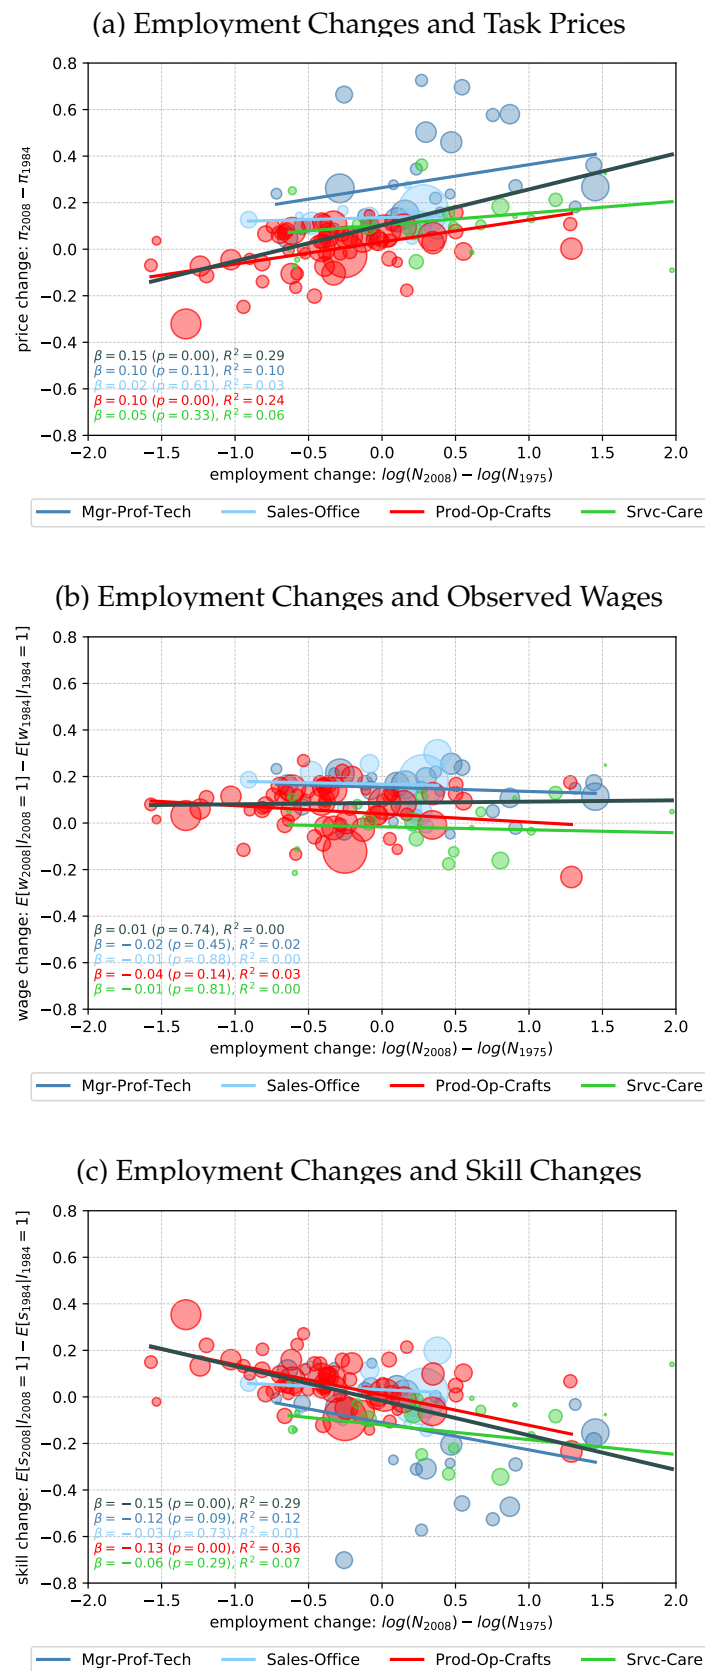 (a) Employment Changes and Task Prices
0.8
0.6
0.4
0.2
0.0
−0.2
−0.4
−0.6
−0.8
price change: π2008 − π1984
β = 0.15 (p = 0.00), R² = 0.29
β = 0.10 (p = 0.11), R² = 0.10
β = 0.02 (p = 0.61), R² = 0.03
β = 0.10 (p = 0.00), R² = 0.24
β = 0.05 (p = 0.33), R² = 0.06
−2.0 −1.5 −1.0 −0.5 0.0 0.5 1.0 1.5 2.0
employment change: log(N2008) − log(N1975)
Mgr-Prof-Tech Sales-Office Prod-Op-Crafts Srvc-Care
(b) Employment Changes and Observed Wages
0.8
0.6
0.4
0.2
0.0
−0.2
−0.4
−0.6
−0.8
wage change: E[w2008|I2008 = 1] − E[w1984|I1984 = 1]
β = 0.01 (p = 0.74), R² = 0.00
β = −0.02 (p = 0.45), R² = 0.02
β = −0.01 (p = 0.88), R² = 0.00
β = −0.04 (p = 0.14), R² = 0.03
β = −0.01 (p = 0.81), R² = 0.00
−2.0 −1.5 −1.0 −0.5 0.0 0.5 1.0 1.5 2.0
employment change: log(N2008) − log(N1975)
Mgr-Prof-Tech Sales-Office Prod-Op-Crafts Srvc-Care
(c) Employment Changes and Skill Changes
0.8
0.6
0.4
0.2
0.0
−0.2
−0.4
−0.6
−0.8
skill change: E[s2008|I2008 = 1] − E[s1984|I1984 = 1]
β = −0.15 (p = 0.00), R² = 0.29
β = −0.12 (p = 0.09), R² = 0.12
β = −0.03 (p = 0.73), R² = 0.01
β = −0.13 (p = 0.00), R² = 0.36
β = −0.06 (p = 0.29), R² = 0.07
−2.0 −1.5 −1.0 −0.5 0.0 0.5 1.0 1.5 2.0
employment change: log(N2008) − log(N1975)
Mgr-Prof-Tech Sales-Office Prod-Op-Crafts Srvc-Care